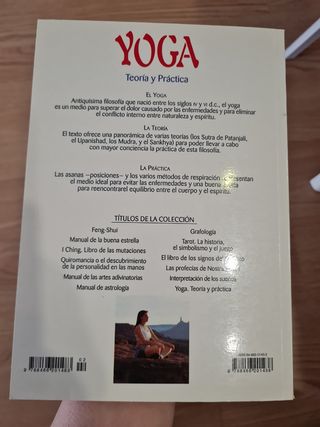 YOGA
Teoría y Práctica
EL YOGA
Antiquísima filosofía que nació entre los siglos IV y VI d.c., el yoga
es un medio para superar el dolor causado por las enfermedades y para eliminar
el conflicto interno entre naturaleza y espíritu.
LA TEORÍA
El texto ofrece una panorámica de varias teorías (los Sutra de Patanjali,
el Upanishad, los Mudra, y el Sankhya) para poder llevar a cabo
con mayor conciencia la práctica de esta filosofía.
LA PRÁCTICA
Las asanas —posiciones— y los varios métodos de respiración
el medio ideal para evitar las enfermedades y una buena
para reencontrar el equilibrio entre el cuerpo y el espíritu.
TÍTULOS DE LA COLECCIÓN
Feng-Shui
Manual de la buena estrella
I Ching, Libro de las mutaciones
Quiromancia o el descubrimiento
de la personalidad en las manos
Manual de las artes adivinatorias
Manual de astrología
Grafología
Tarot. La historia,
el simbolismo y el juego
El libro de los signos del
Las profecías de
Interpretación de los
Yoga. Teoría y práctica